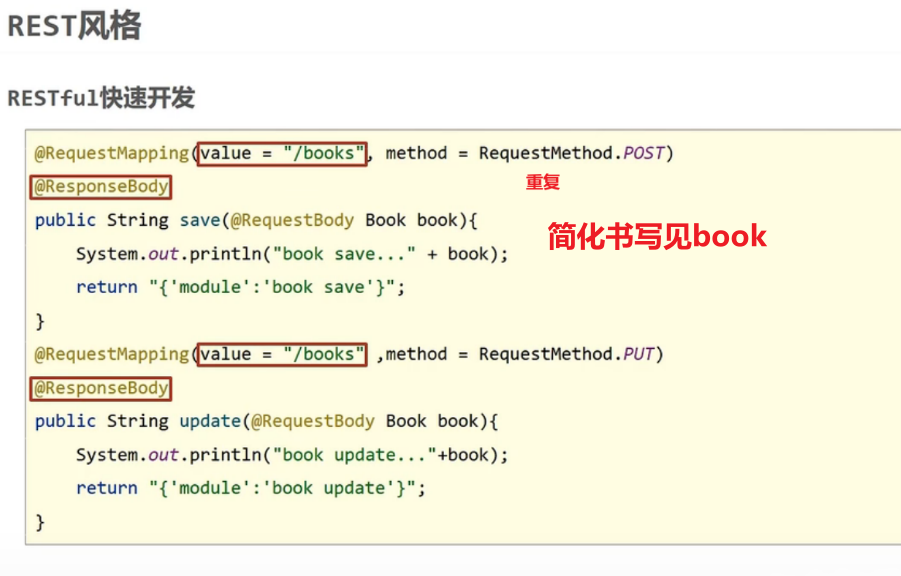 REST风格
RESTful快速开发
@RequestMapping(value = "/books", method = RequestMethod.POST)
@ResponseBody
重复
public String save(@RequestBody Book book){
简化书写见book
System.out.println("book save..." + book);
return "{'module':'book save'}";
}
@RequestMapping(value = "/books" ,method = RequestMethod.PUT)
@ResponseBody
public String update(@RequestBody Book book){
System.out.println("book update..."+book);
return "{'module':'book update'}";
}